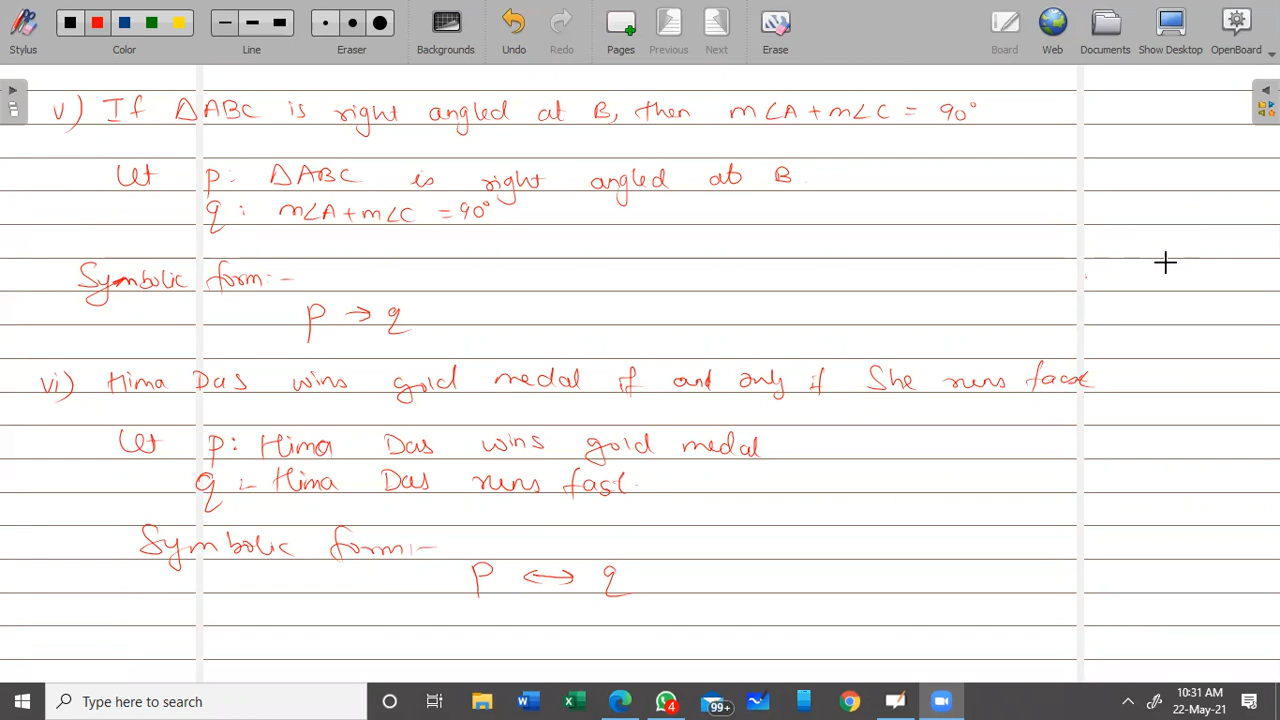 Stylus Color Line Eraser Backgrounds Undo Redo Pages Previous Next Erase Board Web Documents Show Desktop OpenBoard
v) If ΔABC is right angled at B, then m∠A + m∠C = 90°
Let p: ΔABC is right angled at B.
q: m∠A + m∠C = 90°
Symbolic form:-
p → q
vi) Hima Das wins gold medal if and only if She runs fast
Let p: Hima Das wins gold medal
q :- Hima Das runs fast.
Symbolic form:-
p ↔ q
Type here to search
4
99+
10:31 AM
22-May-21